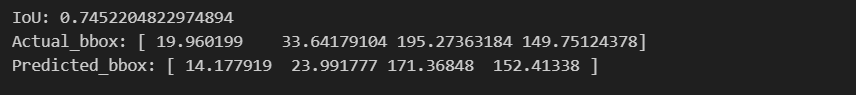 IoU: 0.7452204822974894
Actual_bbox: [ 19.960199    33.64179104 195.27363184 149.75124378]
Predicted_bbox: [ 14.177919  23.991777 171.36848  152.41338 ]